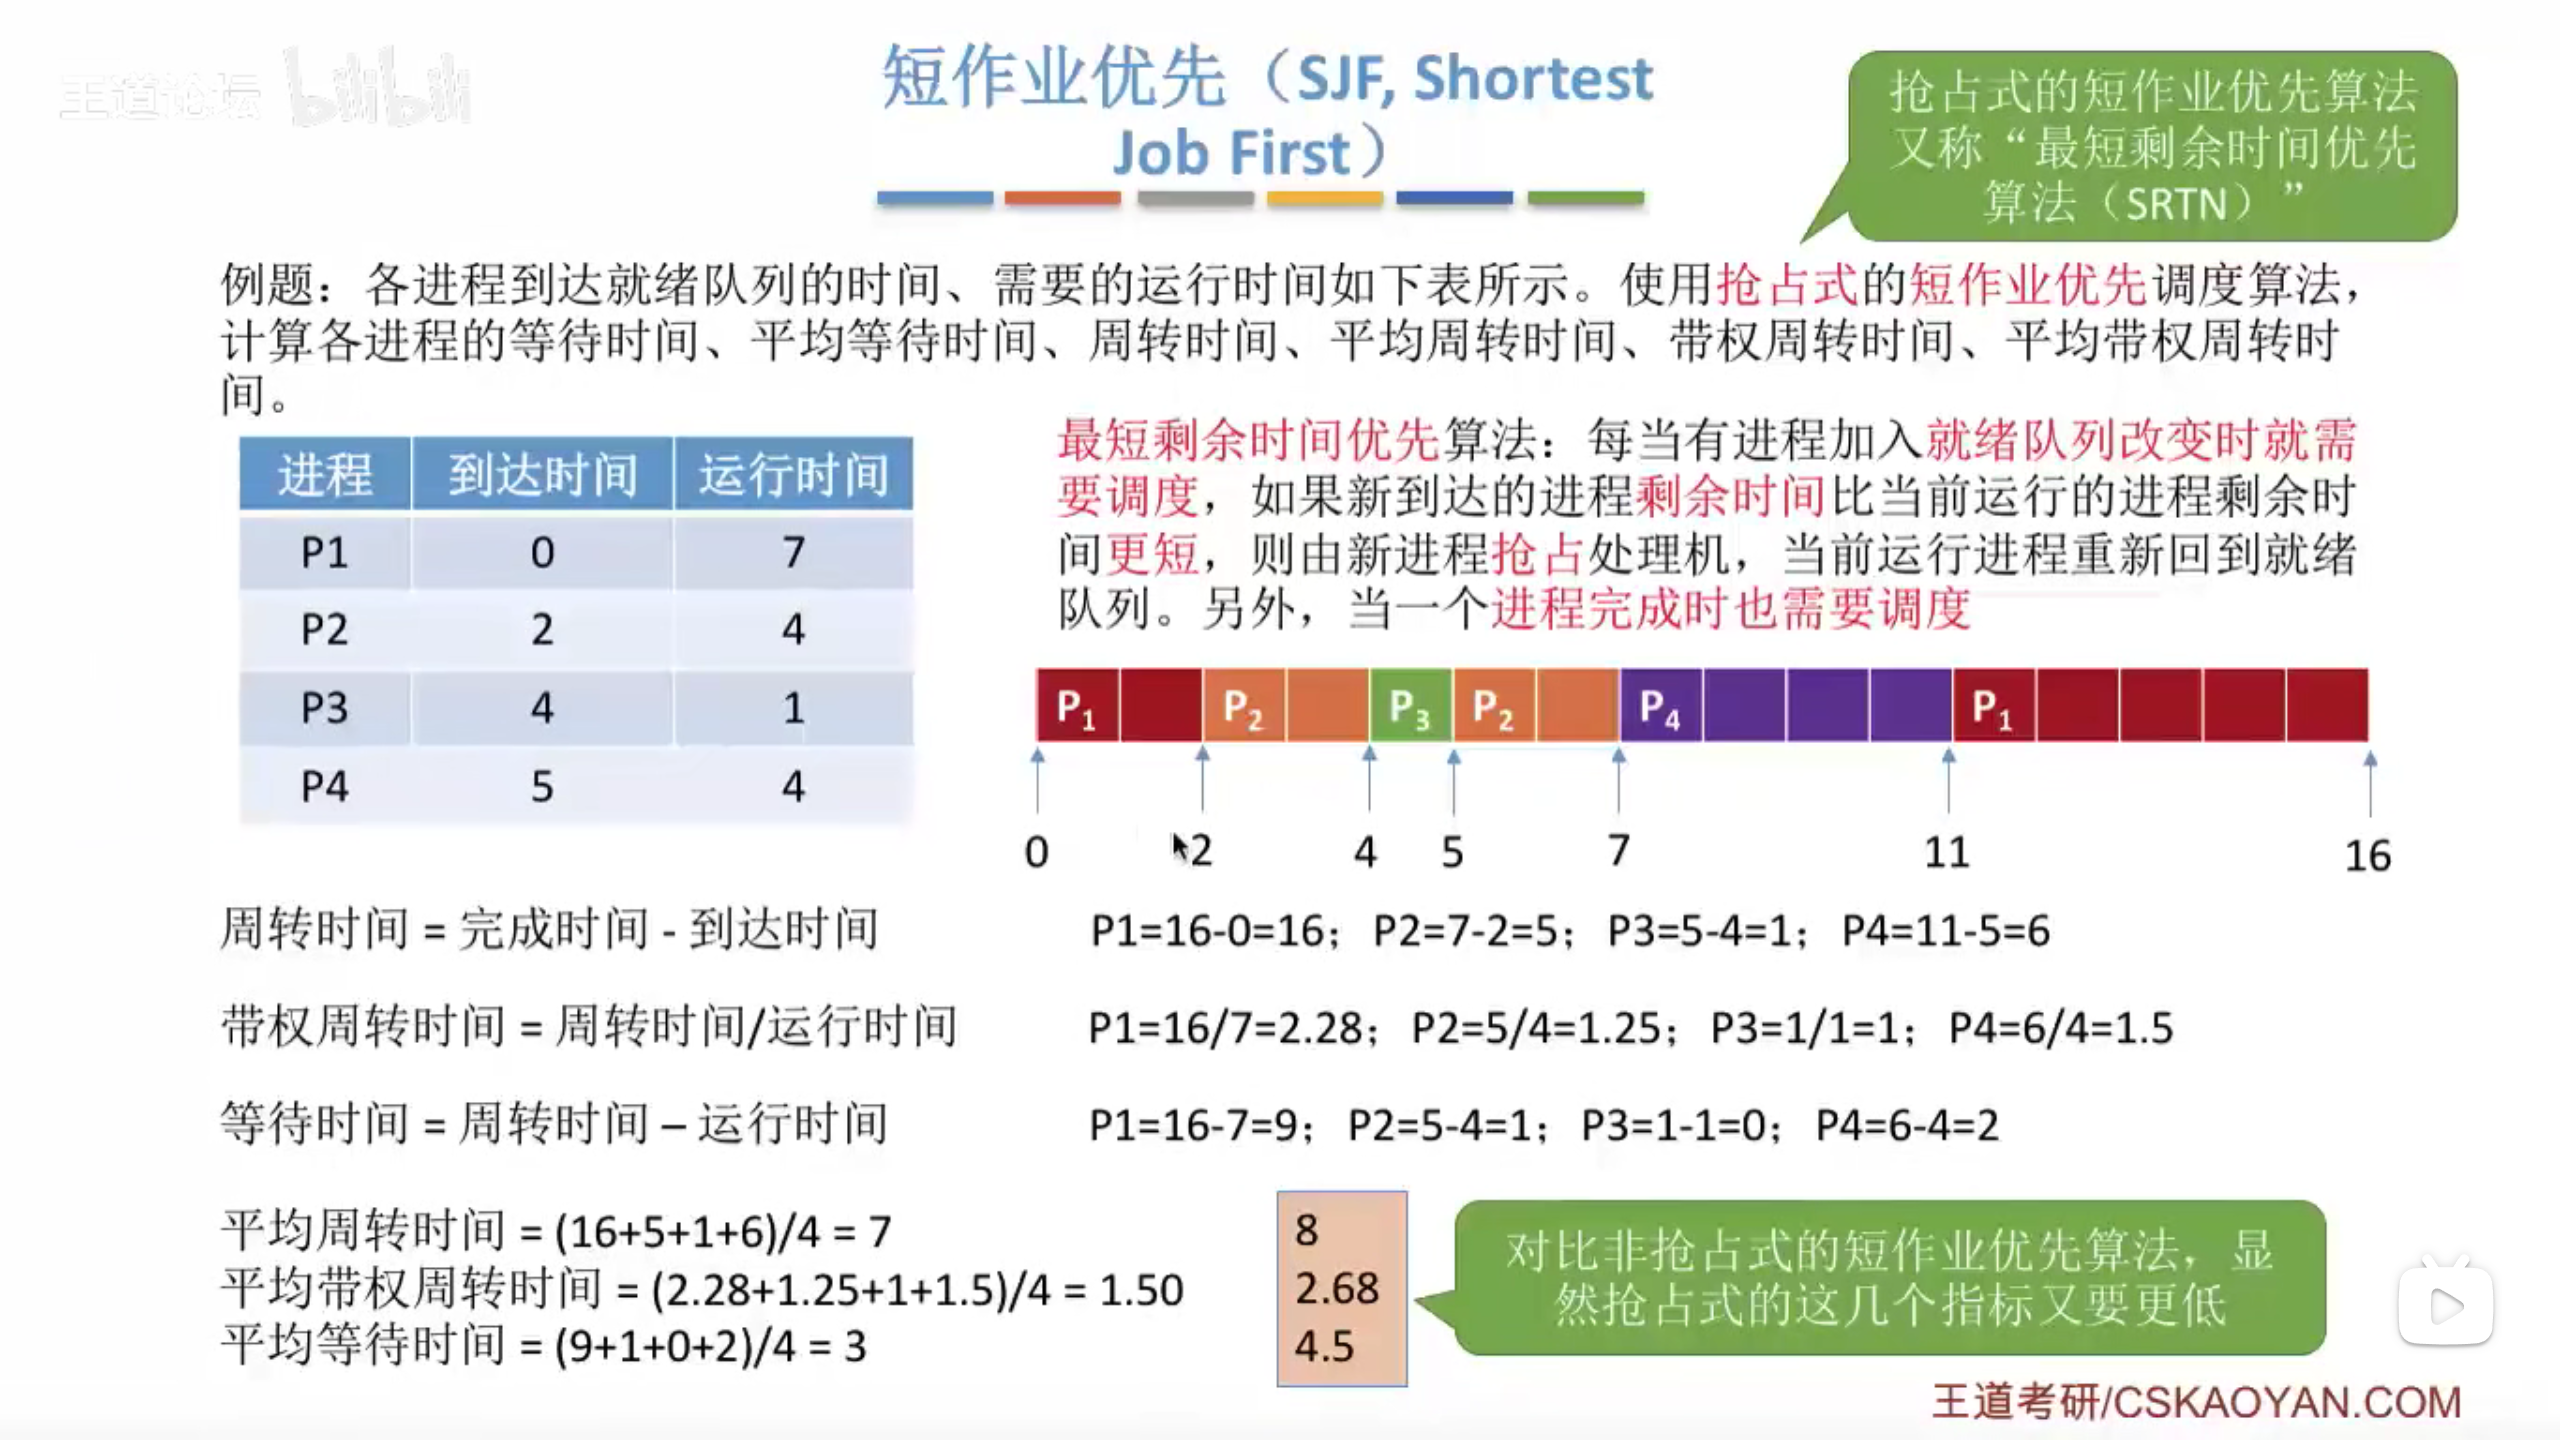 王道论坛 bilibili
短作业优先（SJF, Shortest
Job First）
抢占式的短作业优先算法
又称“最短剩余时间优先
算法（SRTN）”
例题：各进程到达就绪队列的时间、需要的运行时间如下表所示。使用抢占式的短作业优先调度算法，
计算各进程的等待时间、平均等待时间、周转时间、平均周转时间、带权周转时间、平均带权周转时
间。
进程 到达时间 运行时间
P1 0 7
P2 2 4
P3 4 1
P4 5 4
最短剩余时间优先算法：每当有进程加入就绪队列改变时就需
要调度，如果新到达的进程剩余时间比当前运行的进程剩余时
间更短，则由新进程抢占处理机，当前运行进程重新回到就绪
队列。另外，当一个进程完成时也需要调度
P1 P2 P3 P2 P4 P1
0 2 4 5 7 11 16
周转时间 = 完成时间 - 到达时间
P1=16-0=16；P2=7-2=5；P3=5-4=1；P4=11-5=6
带权周转时间 = 周转时间/运行时间
P1=16/7=2.28；P2=5/4=1.25；P3=1/1=1；P4=6/4=1.5
等待时间 = 周转时间 – 运行时间
P1=16-7=9；P2=5-4=1；P3=1-1=0；P4=6-4=2
平均周转时间 = (16+5+1+6)/4 = 7
平均带权周转时间 = (2.28+1.25+1+1.5)/4 = 1.50
平均等待时间 = (9+1+0+2)/4 = 3
8
2.68
4.5
对比非抢占式的短作业优先算法，显
然抢占式的这几个指标又要更低
王道考研/CSKAOYAN.COM